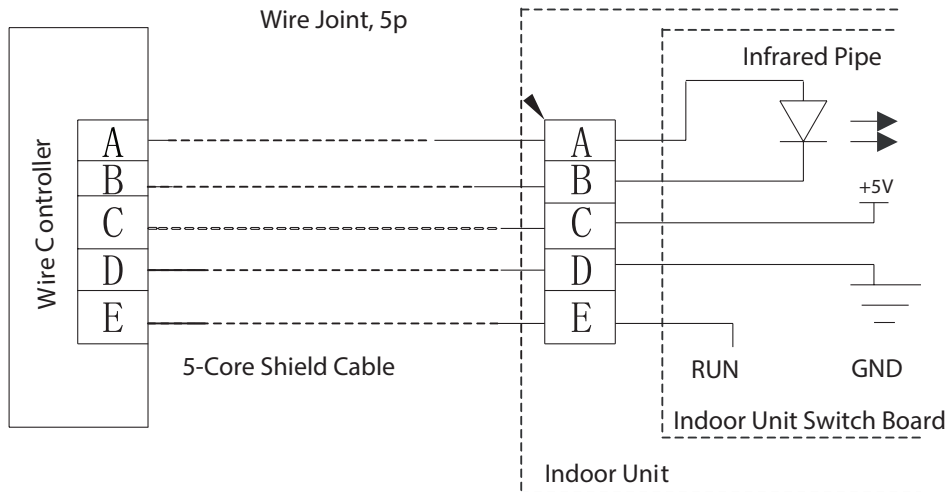 Wire Joint, 5p
Infrared Pipe
Wire Controller
A
B
C
D
E
A
B
C
D
E
+5V
5-Core Shield Cable
RUN
GND
Indoor Unit Switch Board
Indoor Unit